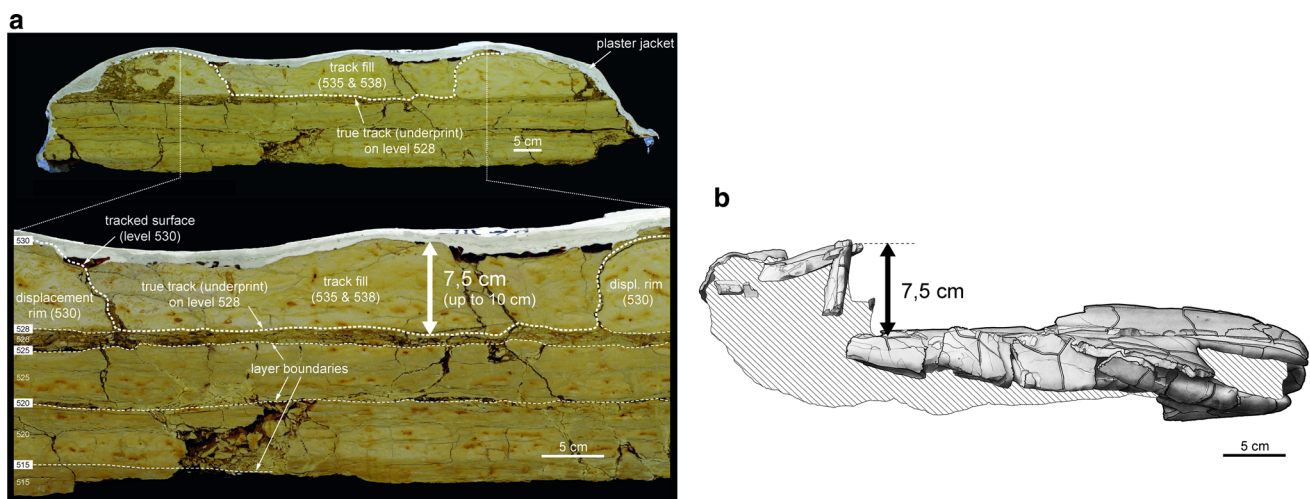 a
plaster jacket
track fill
(535 & 538)
true track (underprint)
on level 528
5 cm
tracked surface
(level 530)
530
7,5 cm
(up to 10 cm)
track fill
(535 & 538)
true track (underprint)
on level 528
displacement
rim (530)
displ. rim
(530)
528
526
525
layer boundaries
525
520
520
5 cm
515
515
b
7,5 cm
5 cm